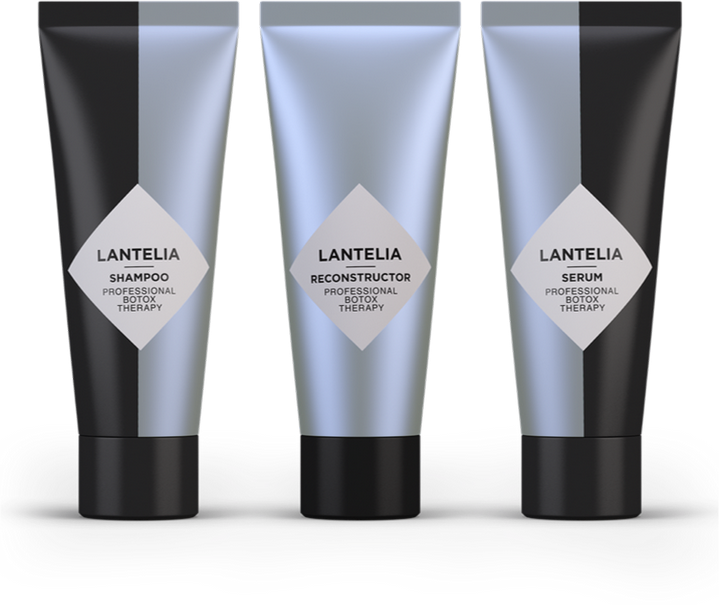 LANTELIA
SHAMPOO
PROFESSIONAL
BOTOX
THERAPY
LANTELIA
RECONSTRUCTOR
PROFESSIONAL
BOTOX
THERAPY
LANTELIA
SERUM
PROFESSIONAL
BOTOX
THERAPY